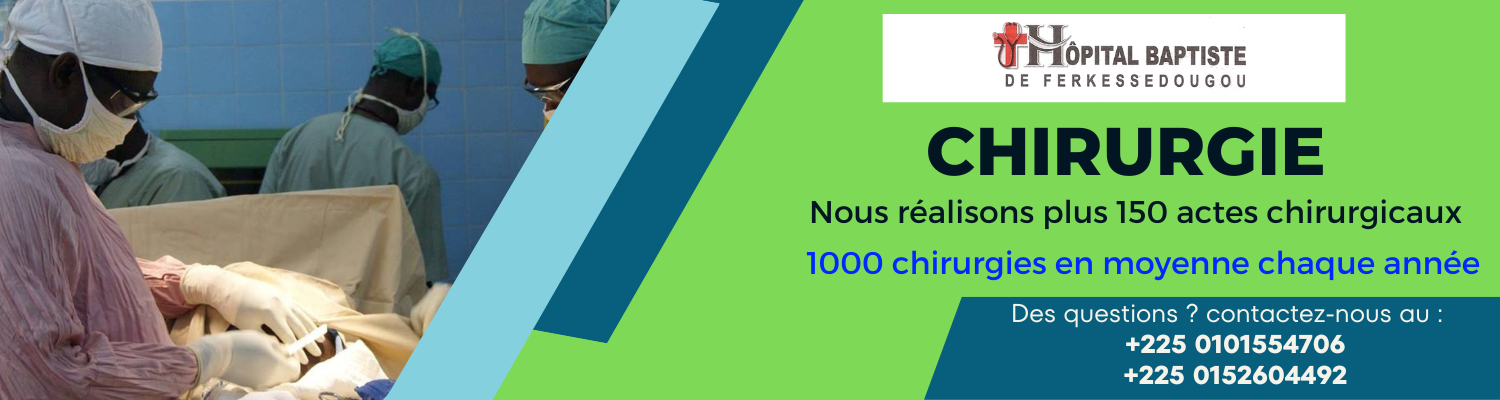 HÔPITAL BAPTISTE
DE FERKESSEDOUGOU
CHIRURGIE
Nous réalisons plus 150 actes chirurgicaux
1000 chirurgies en moyenne chaque année
Des questions ? contactez-nous au :
+225 0101554706
+225 0152604492